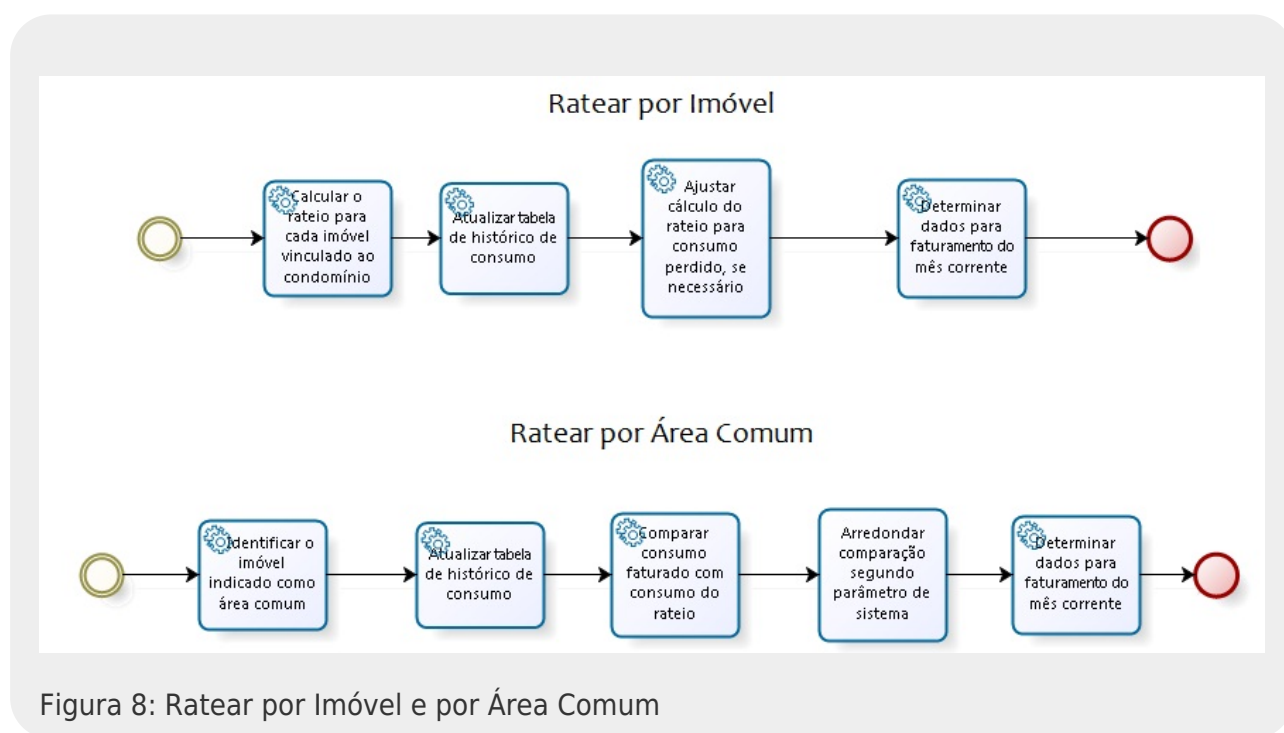 Ratear por Imóvel
Calcular o
rateio para
cada imóvel
vinculado ao
condomínio
Atualizar tabela
de histórico de
consumo
Ajustar
cálculo do
rateio para
consumo
perdido, se
necessário
Determinar
dados para
faturamento do
mês corrente
Ratear por Área Comum
Identificar o
imóvel
indicado como
área comum
Atualizar tabela
de histórico de
consumo
Comparar
consumo
faturado com
consumo do
rateio
Arredondar
comparação
segundo
parâmetro de
sistema
Determinar
dados para
faturamento do
mês corrente
Figura 8: Ratear por Imóvel e por Área Comum